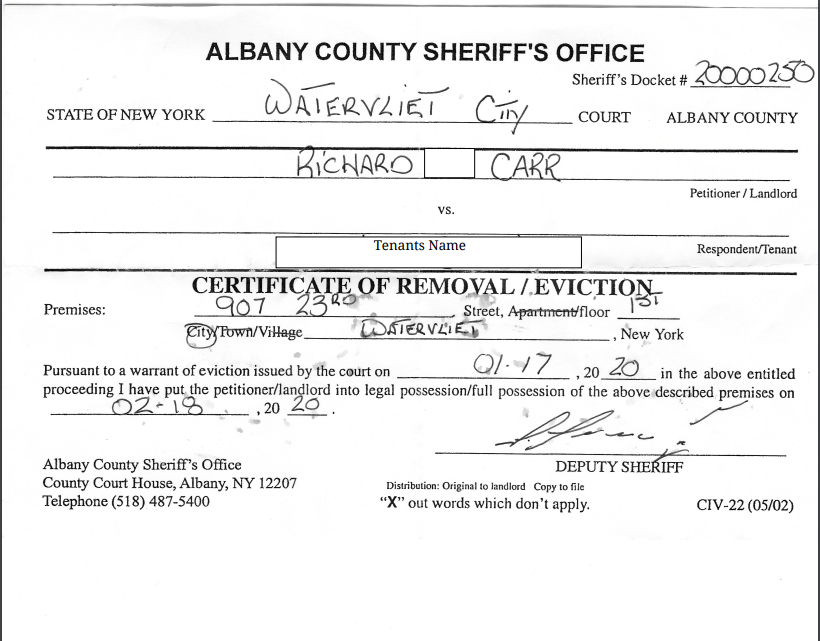 ALBANY COUNTY SHERIFF'S OFFICE
Sheriff's Docket # 20000250
STATE OF NEW YORK WATERVLIET City COURT ALBANY COUNTY
RICHARD CARR
Petitioner / Landlord
vs.
Tenants Name
Respondent/Tenant
CERTIFICATE OF REMOVAL / EVICTION
Premises: 907 23RD Street, Apartment/floor 1ST
City/Town/Village WATERVLIET, New York
Pursuant to a warrant of eviction issued by the court on 01-17, 20 20 in the above entitled
proceeding I have put the petitioner/landlord into legal possession/full possession of the above described premises on
02-18, 20 20.
DEPUTY SHERIFF
Albany County Sheriff's Office
County Court House, Albany, NY 12207
Telephone (518) 487-5400
Distribution: Original to landlord Copy to file
"X" out words which don't apply.
CIV-22 (05/02)